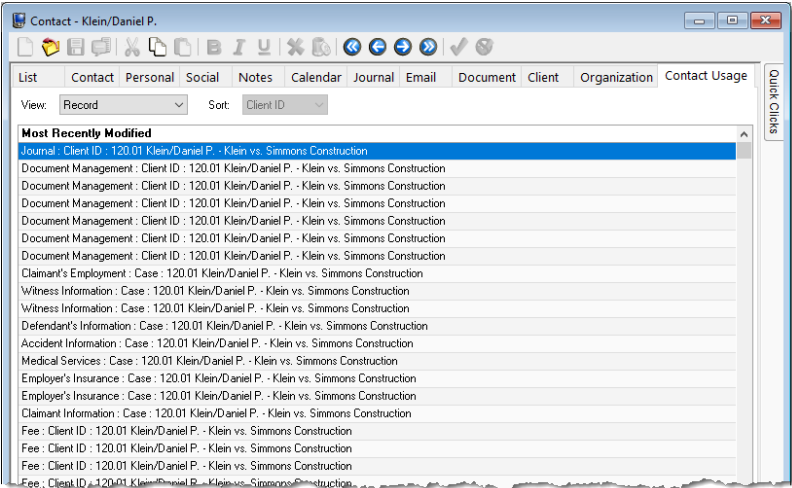 Contact - Klein/Daniel P.
B I U
List Contact Personal Social Notes Calendar Journal Email Document Client Organization Contact Usage
Quick Clicks
View: Record Sort: Client ID
Most Recently Modified
Journal : Client ID : 120.01 Klein/Daniel P. - Klein vs. Simmons Construction
Document Management : Client ID : 120.01 Klein/Daniel P. - Klein vs. Simmons Construction
Document Management : Client ID : 120.01 Klein/Daniel P. - Klein vs. Simmons Construction
Document Management : Client ID : 120.01 Klein/Daniel P. - Klein vs. Simmons Construction
Document Management : Client ID : 120.01 Klein/Daniel P. - Klein vs. Simmons Construction
Document Management : Client ID : 120.01 Klein/Daniel P. - Klein vs. Simmons Construction
Document Management : Client ID : 120.01 Klein/Daniel P. - Klein vs. Simmons Construction
Claimant's Employment : Case : 120.01 Klein/Daniel P. - Klein vs. Simmons Construction
Witness Information : Case : 120.01 Klein/Daniel P. - Klein vs. Simmons Construction
Witness Information : Case : 120.01 Klein/Daniel P. - Klein vs. Simmons Construction
Defendant's Information : Case : 120.01 Klein/Daniel P. - Klein vs. Simmons Construction
Accident Information : Case : 120.01 Klein/Daniel P. - Klein vs. Simmons Construction
Medical Services : Case : 120.01 Klein/Daniel P. - Klein vs. Simmons Construction
Employer's Insurance : Case : 120.01 Klein/Daniel P. - Klein vs. Simmons Construction
Employer's Insurance : Case : 120.01 Klein/Daniel P. - Klein vs. Simmons Construction
Claimant Information : Case : 120.01 Klein/Daniel P. - Klein vs. Simmons Construction
Fee : Client ID : 120.01 Klein/Daniel P. - Klein vs. Simmons Construction
Fee : Client ID : 120.01 Klein/Daniel P. - Klein vs. Simmons Construction
Fee : Client ID : 120.01 Klein/Daniel P. - Klein vs. Simmons Construction
Fee : Client ID : 120.01 Klein/Daniel P. - Klein vs. Simmons Construction